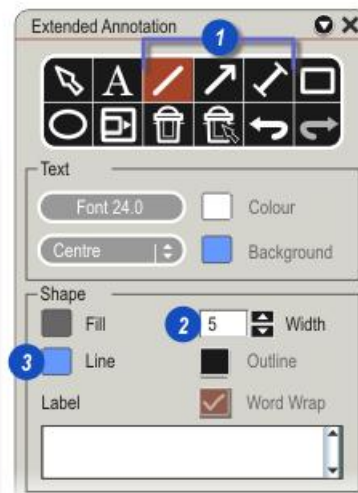 Extended Annotation
1
A
Text
Font 24.0
Colour
Centre
Background
Shape
Fill
2
5
Width
3
Line
Outline
Label
Word Wrap